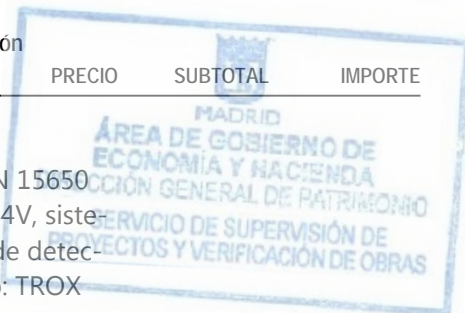 ón
PRECIO SUBTOTAL IMPORTE
MADRID
ÁREA DE GOBIERNO DE
ECONOMÍA Y HACIENDA
N 15650
CCIÓN GENERAL DE PATRIMONIO
4V, siste-
SERVICIO DE SUPERVISIÓN DE
de detec-
PROYECTOS Y VERIFICACIÓN DE OBRAS
: TROX